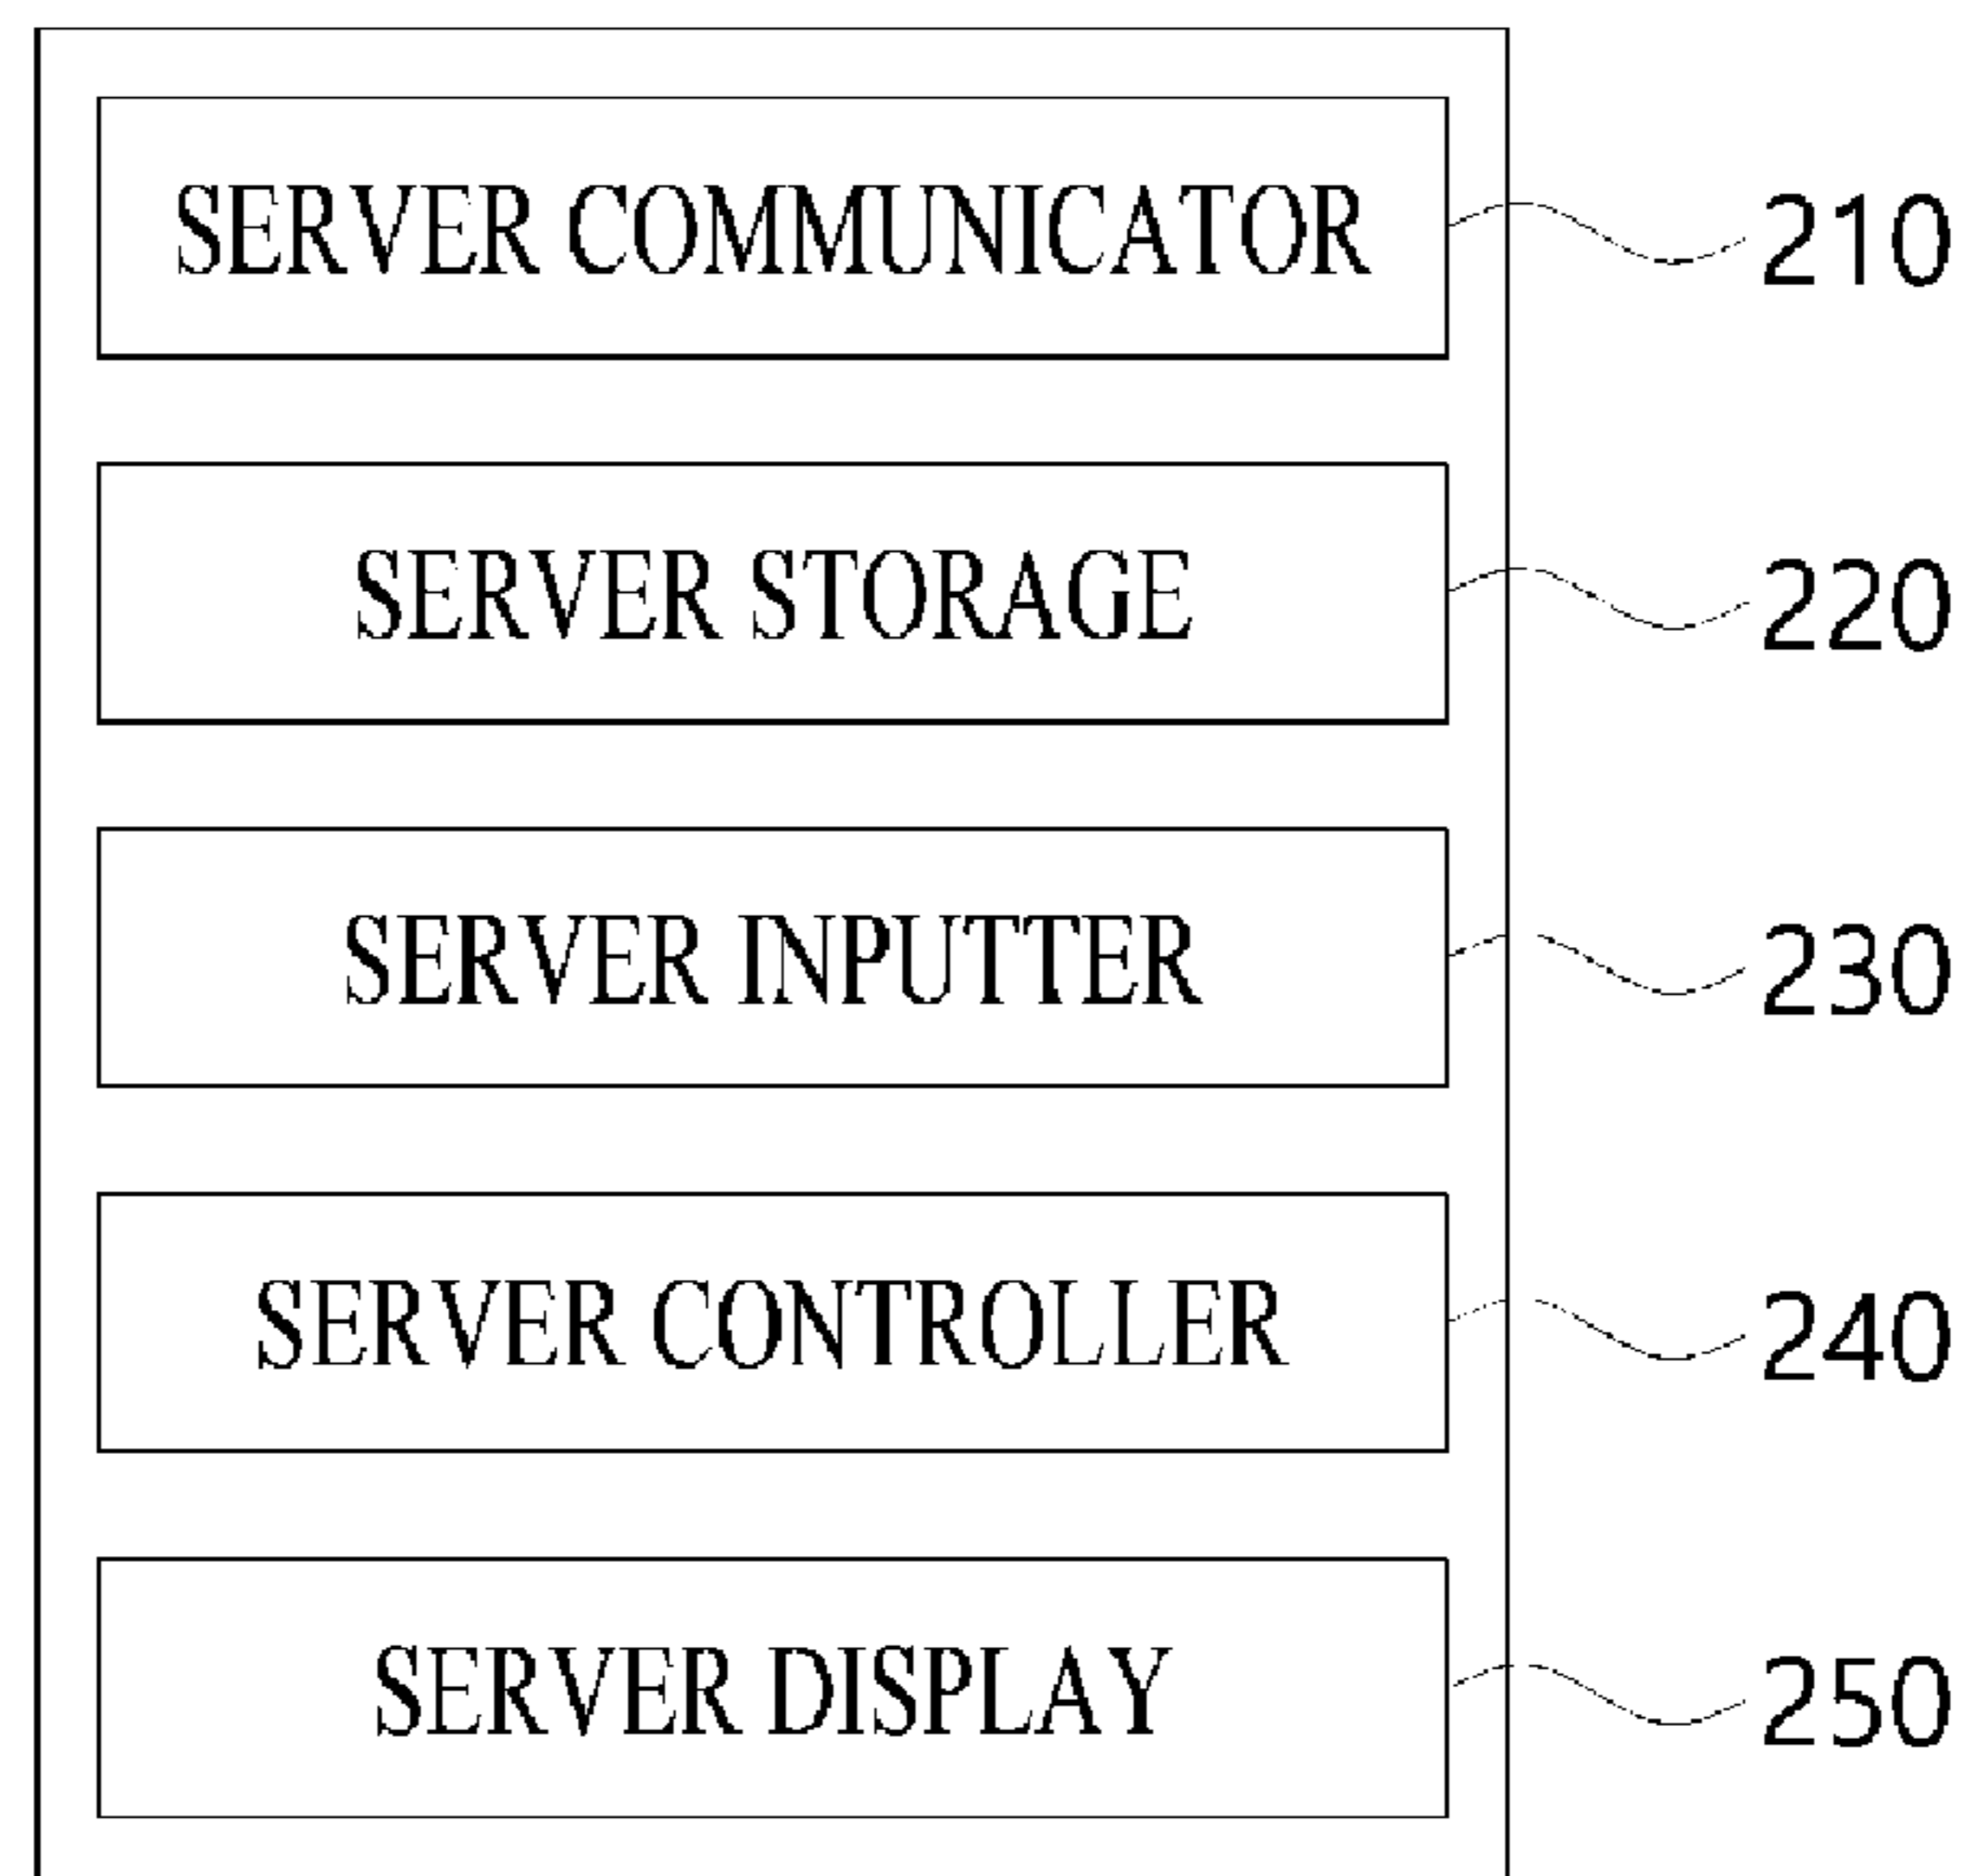 SERVER COMMUNICATOR 210
SERVER STORAGE 220
SERVER INPUTTER 230
SERVER CONTROLLER 240
SERVER DISPLAY 250